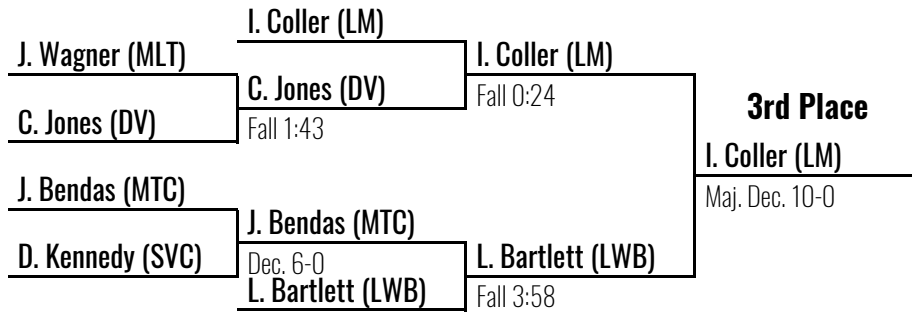 I. Coller (LM)
J. Wagner (MLT)
I. Coller (LM)
C. Jones (DV)
Fall 0:24
3rd Place
C. Jones (DV)
Fall 1:43
I. Coller (LM)
J. Bendas (MTC)
Maj. Dec. 10-0
J. Bendas (MTC)
D. Kennedy (SVC)
Dec. 6-0
L. Bartlett (LWB)
L. Bartlett (LWB)
Fall 3:58